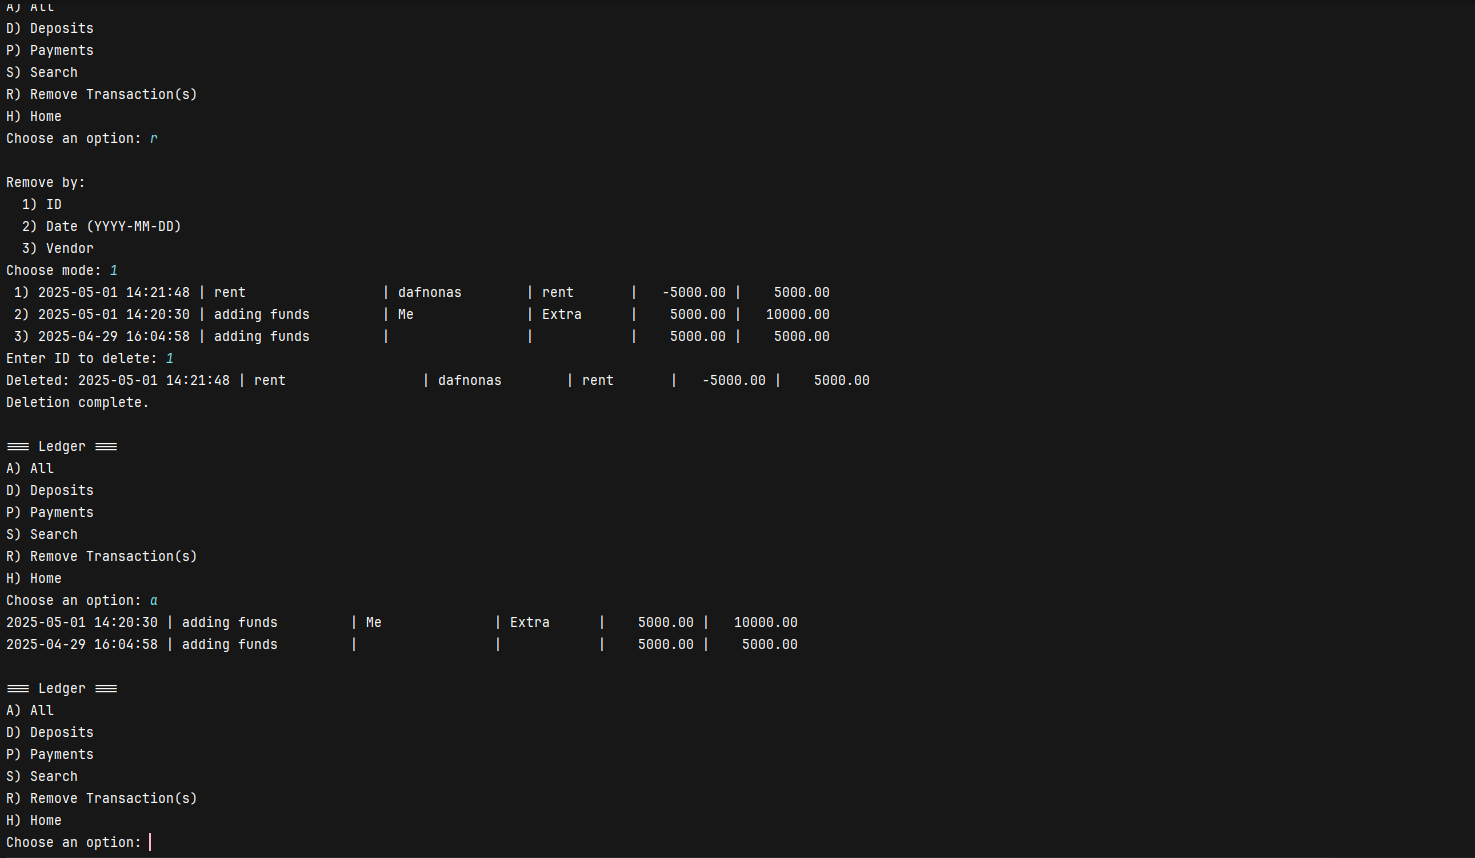 A) All
D) Deposits
P) Payments
S) Search
R) Remove Transaction(s)
H) Home
Choose an option: r

Remove by:
  1) ID
  2) Date (YYYY-MM-DD)
  3) Vendor
Choose mode: 1
 1) 2025-05-01 14:21:48 | rent                 | dafnonas        | rent       |   -5000.00 |    5000.00
 2) 2025-05-01 14:20:30 | adding funds         | Me              | Extra      |    5000.00 |   10000.00
 3) 2025-04-29 16:04:58 | adding funds         |                 |            |    5000.00 |    5000.00
Enter ID to delete: 1
Deleted: 2025-05-01 14:21:48 | rent                 | dafnonas        | rent       |   -5000.00 |    5000.00
Deletion complete.

=== Ledger ===
A) All
D) Deposits
P) Payments
S) Search
R) Remove Transaction(s)
H) Home
Choose an option: a
2025-05-01 14:20:30 | adding funds         | Me              | Extra      |    5000.00 |   10000.00
2025-04-29 16:04:58 | adding funds         |                 |            |    5000.00 |    5000.00

=== Ledger ===
A) All
D) Deposits
P) Payments
S) Search
R) Remove Transaction(s)
H) Home
Choose an option: